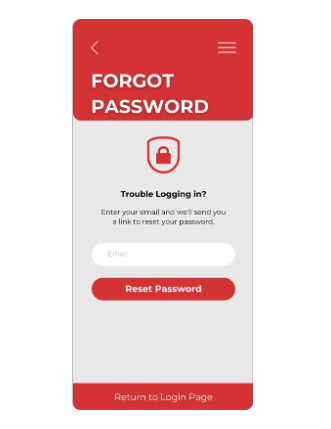 FORGOT
PASSWORD
Trouble Logging in?
Enter your email and we'll send you
a link to reset your password.
Email
Reset Password
Return to Login Page